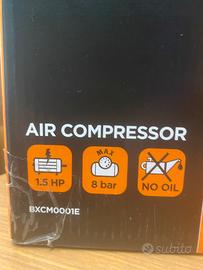 AIR COMPRESSOR
MAX
1.5 HP
8 bar
NO OIL
BXCM0001E
subito